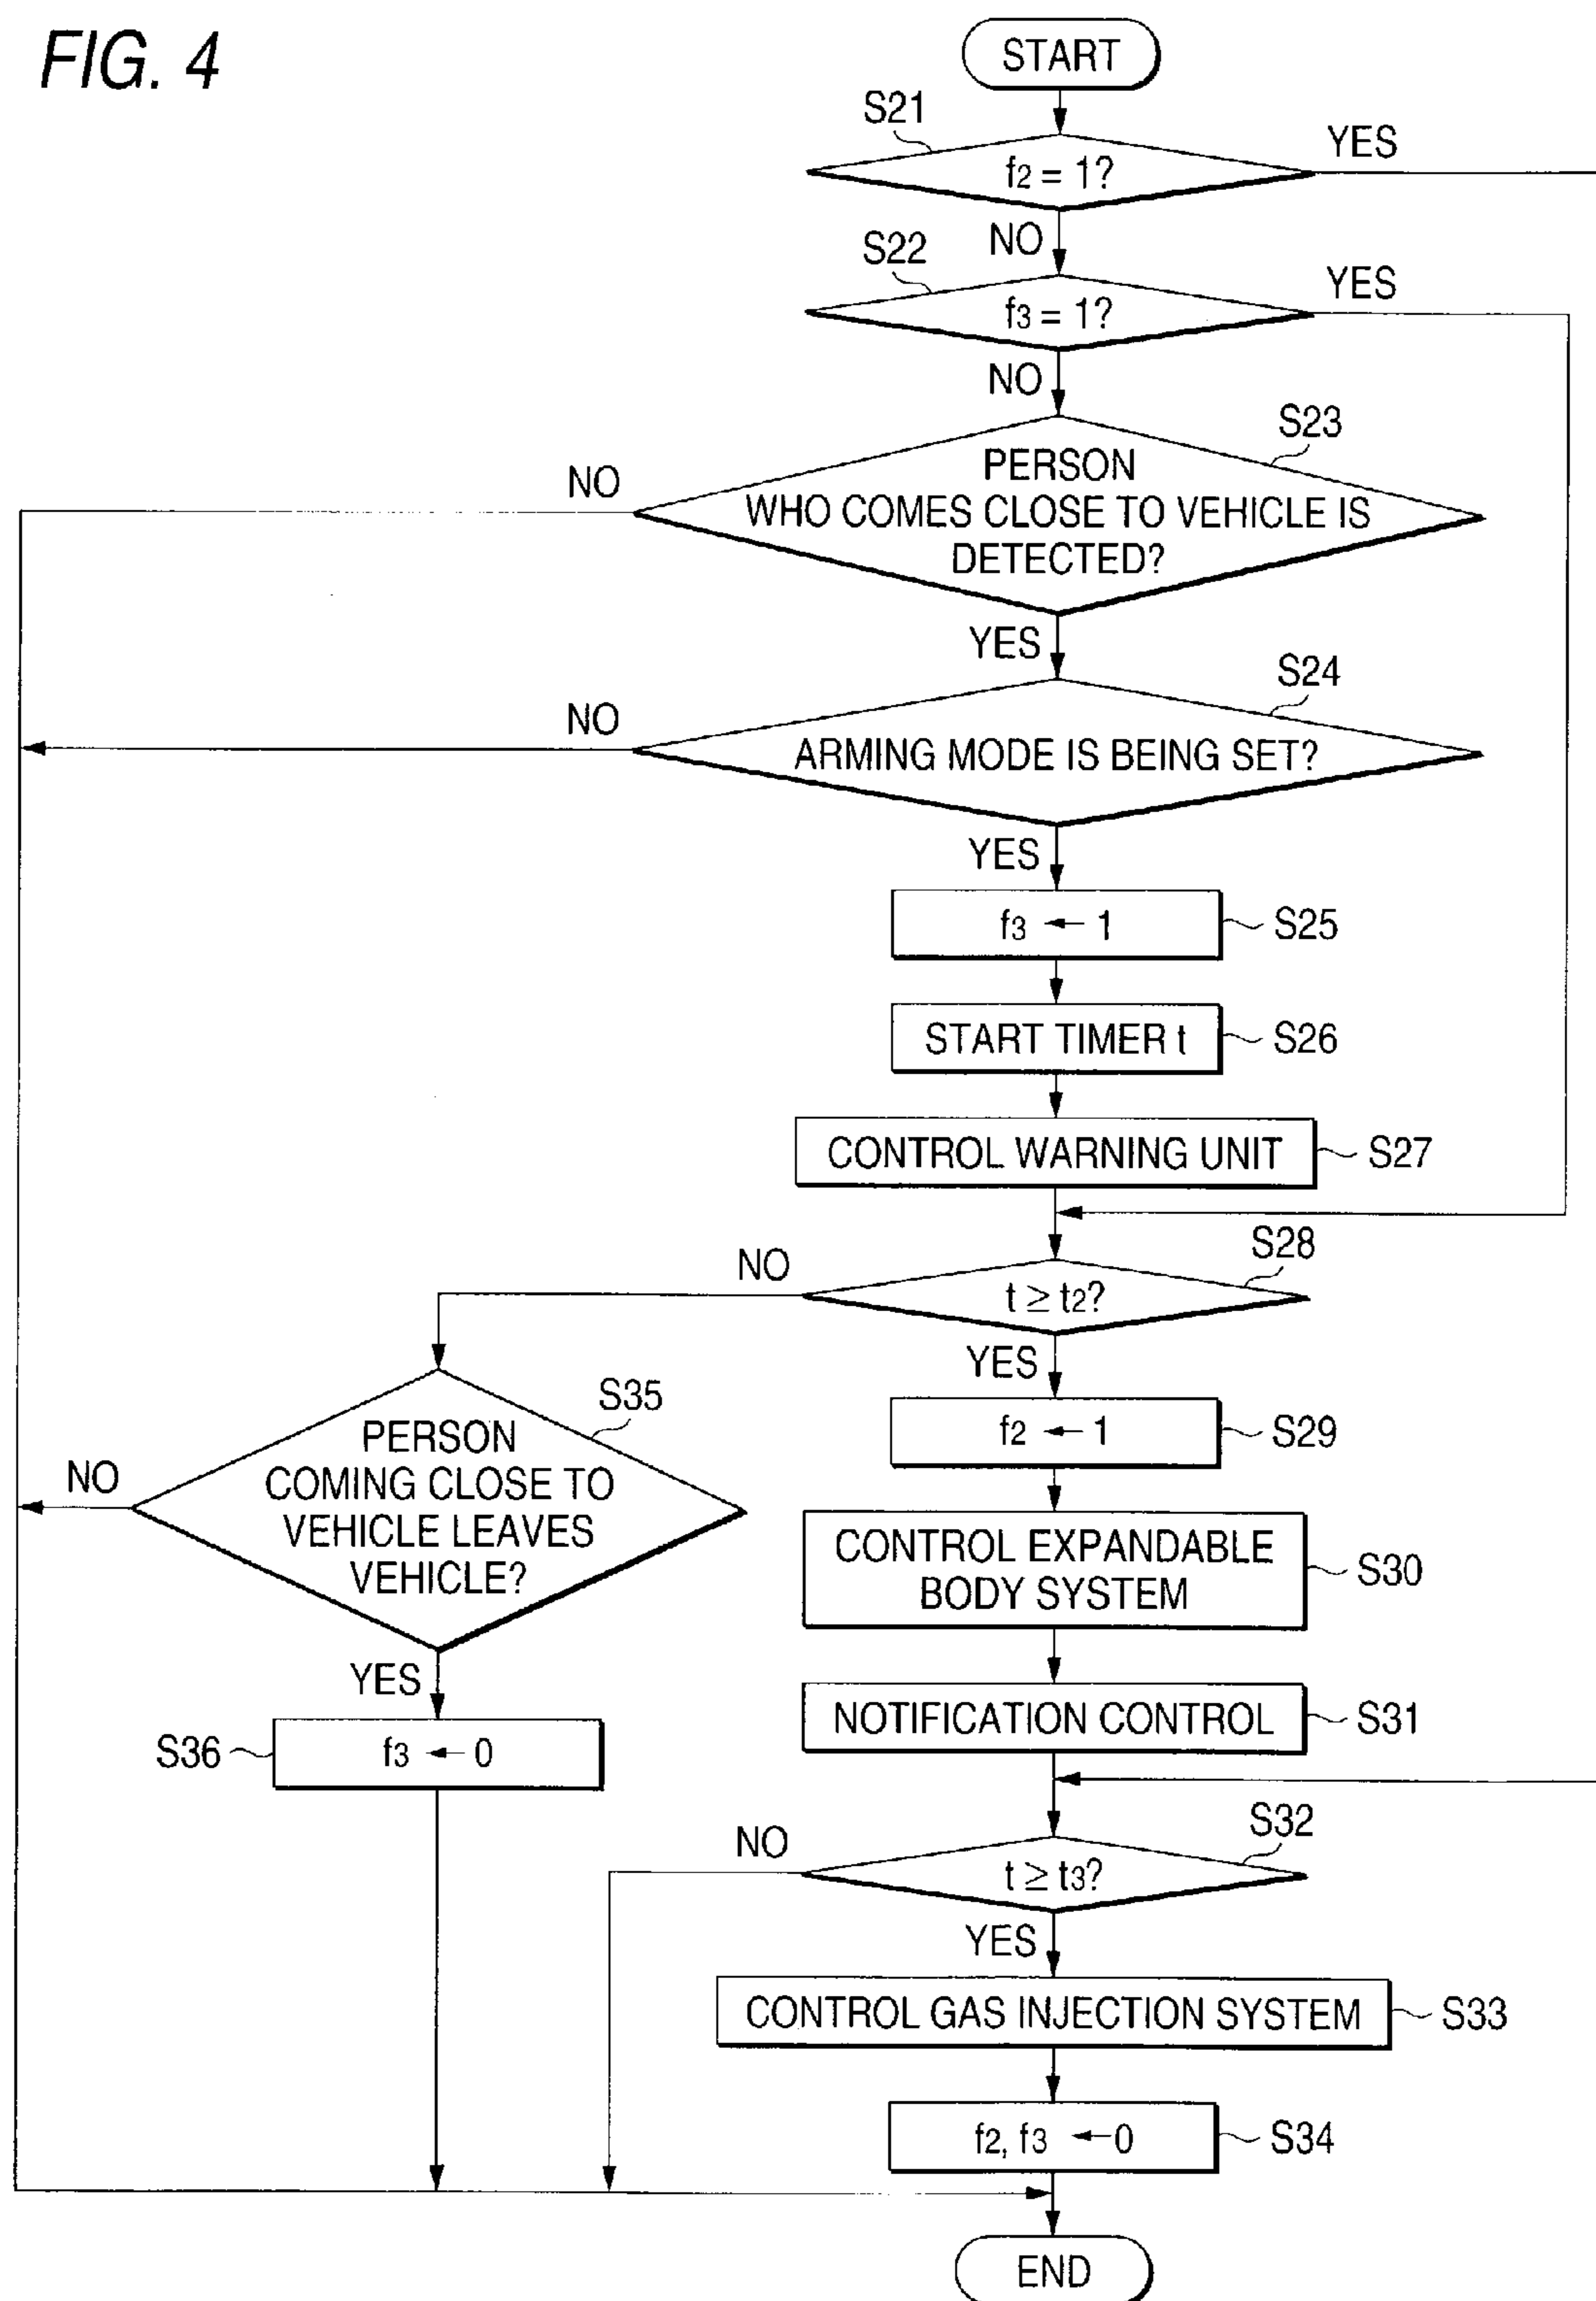 FIG. 4
START
S21
f2 = 1?
YES
NO
S22
f3 = 1?
YES
NO
S23
PERSON
WHO COMES CLOSE TO VEHICLE IS
DETECTED?
NO
YES
S24
ARMING MODE IS BEING SET?
NO
YES
f3 ← 1
S25
START TIMER t
S26
CONTROL WARNING UNIT
S27
S28
t ≥ t2?
NO
YES
S35
PERSON
COMING CLOSE TO
VEHICLE LEAVES
VEHICLE?
NO
YES
S36
f3 ← 0
f2 ← 1
S29
CONTROL EXPANDABLE
BODY SYSTEM
S30
NOTIFICATION CONTROL
S31
S32
t ≥ t3?
NO
YES
CONTROL GAS INJECTION SYSTEM
S33
f2, f3 ← 0
S34
END